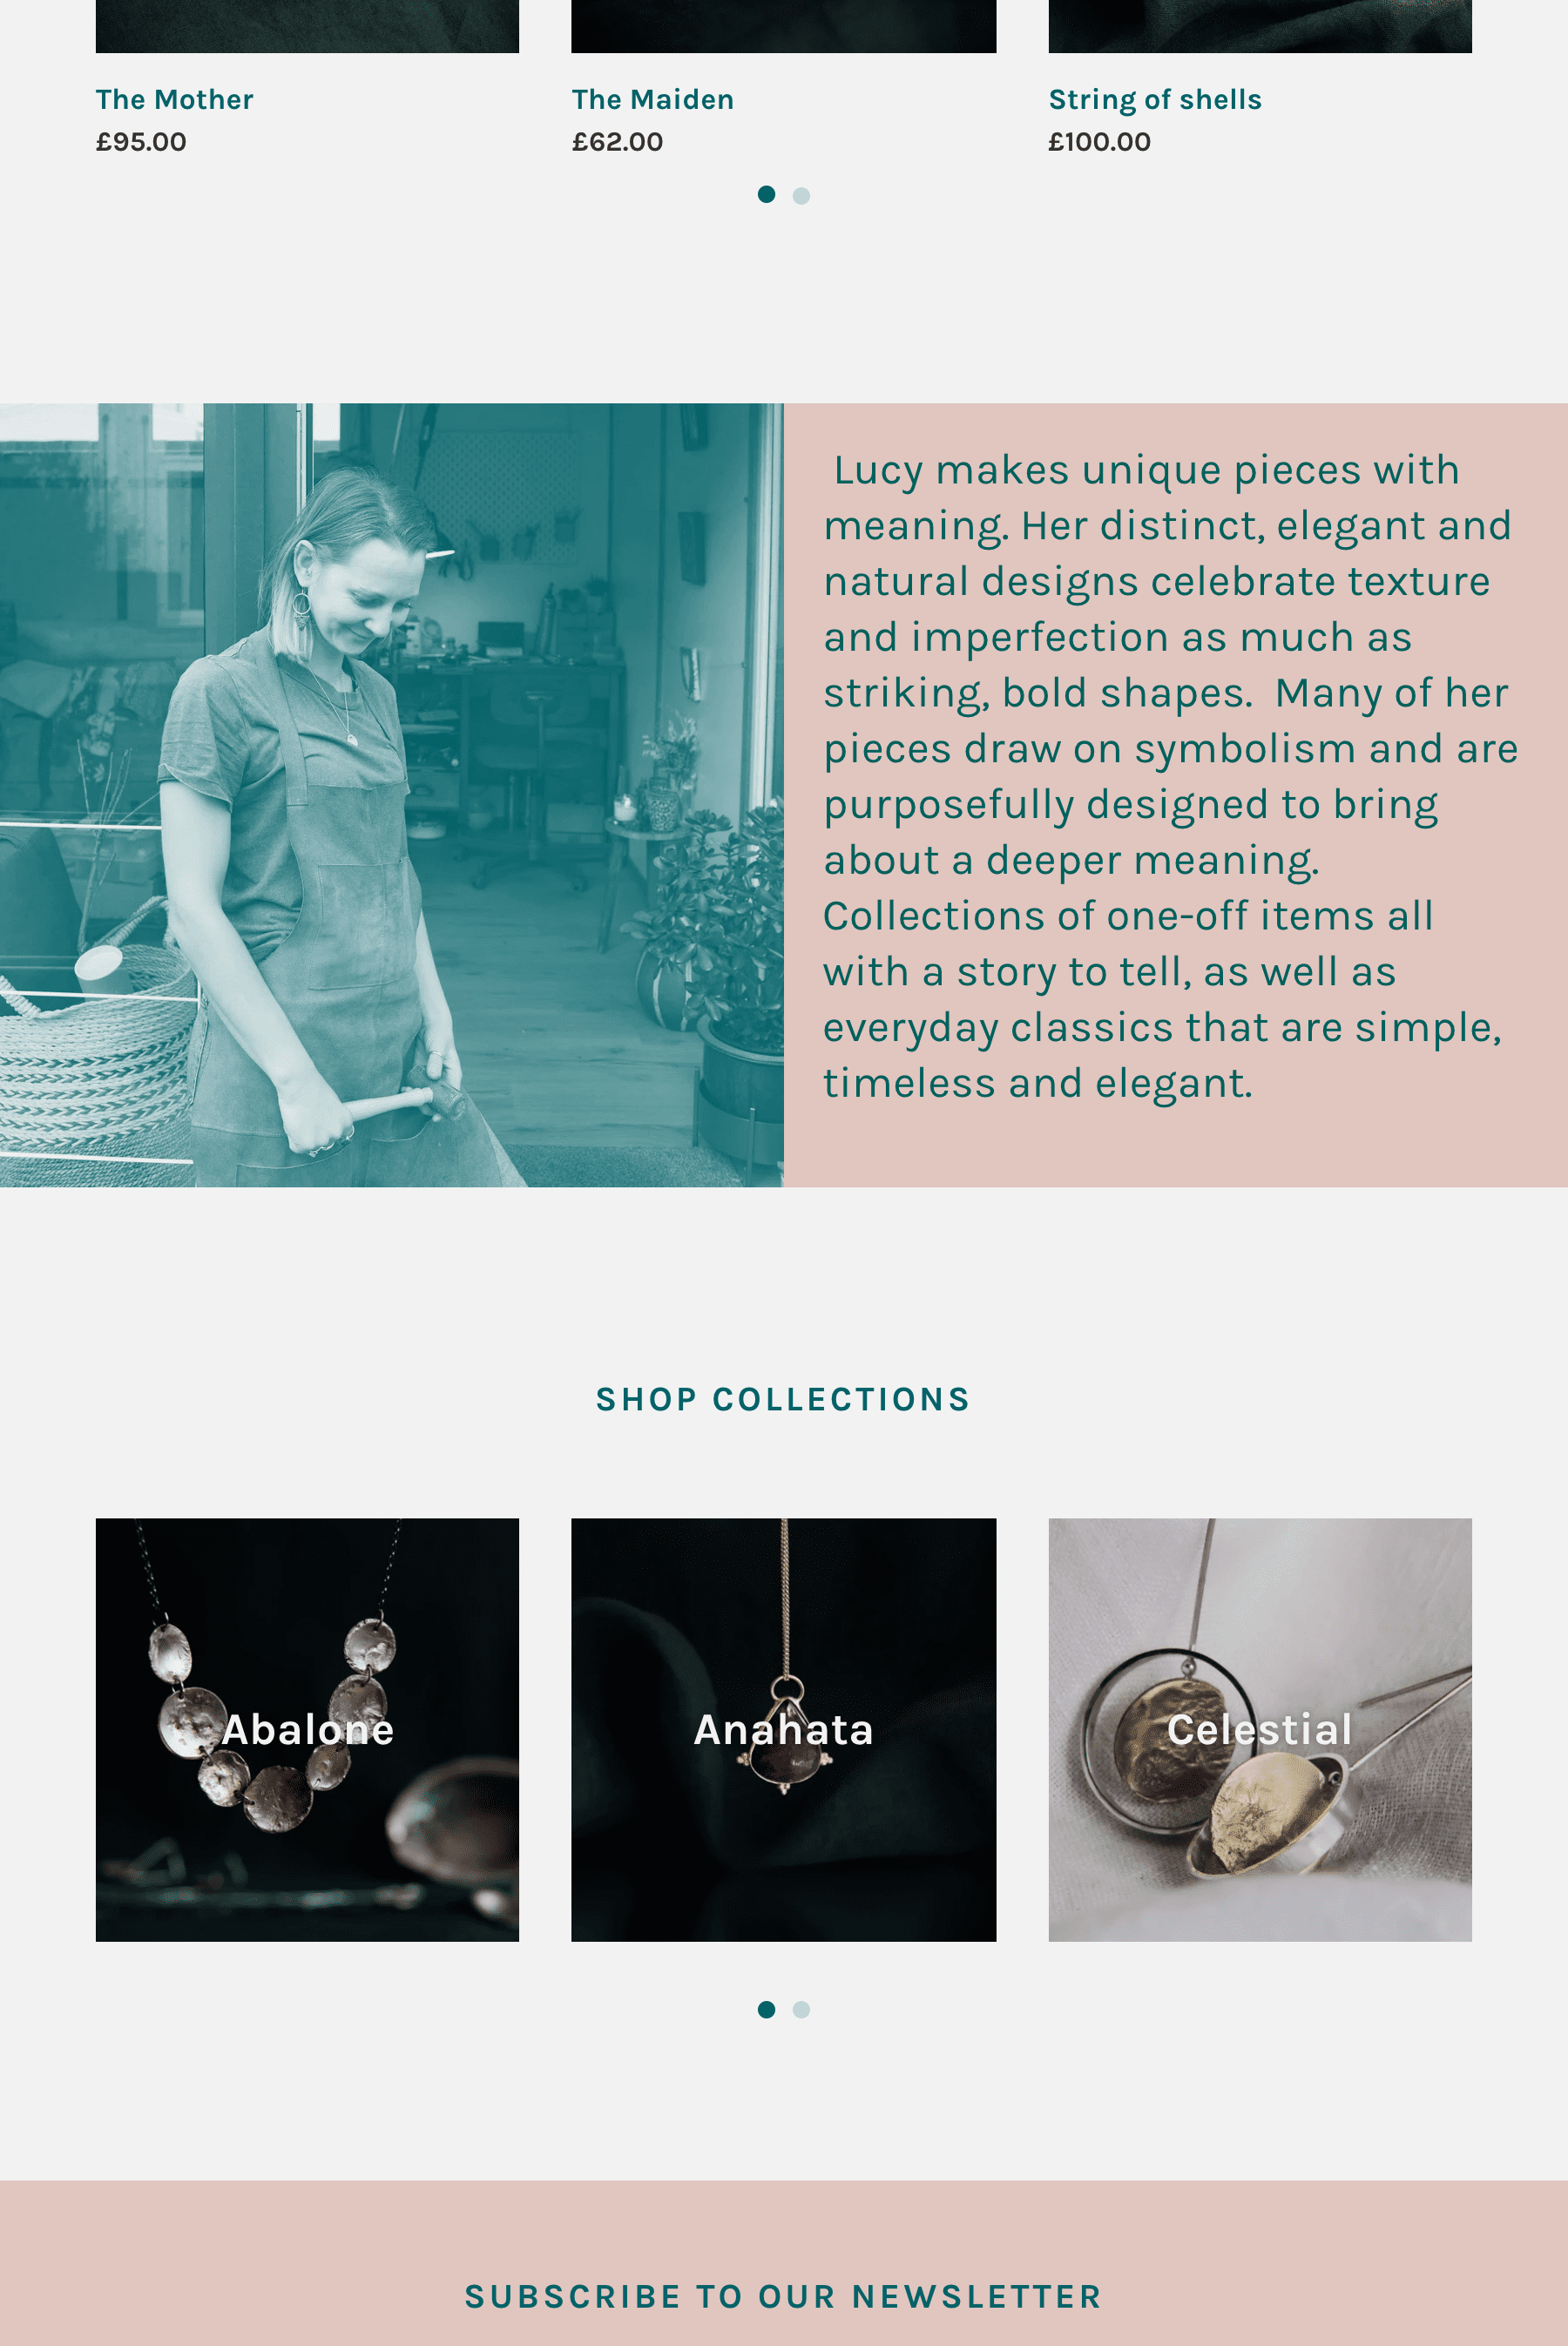 The Mother
The Maiden
String of shells
£95.00
£62.00
£100.00
Lucy makes unique pieces with
meaning. Her distinct, elegant and
natural designs celebrate texture
and imperfection as much as
striking, bold shapes.  Many of her
pieces draw on symbolism and are
purposefully designed to bring
about a deeper meaning.
Collections of one-off items all
with a story to tell, as well as
everyday classics that are simple,
timeless and elegant.
SHOP COLLECTIONS
Abalone
Anahata
Celestial
SUBSCRIBE TO OUR NEWSLETTER